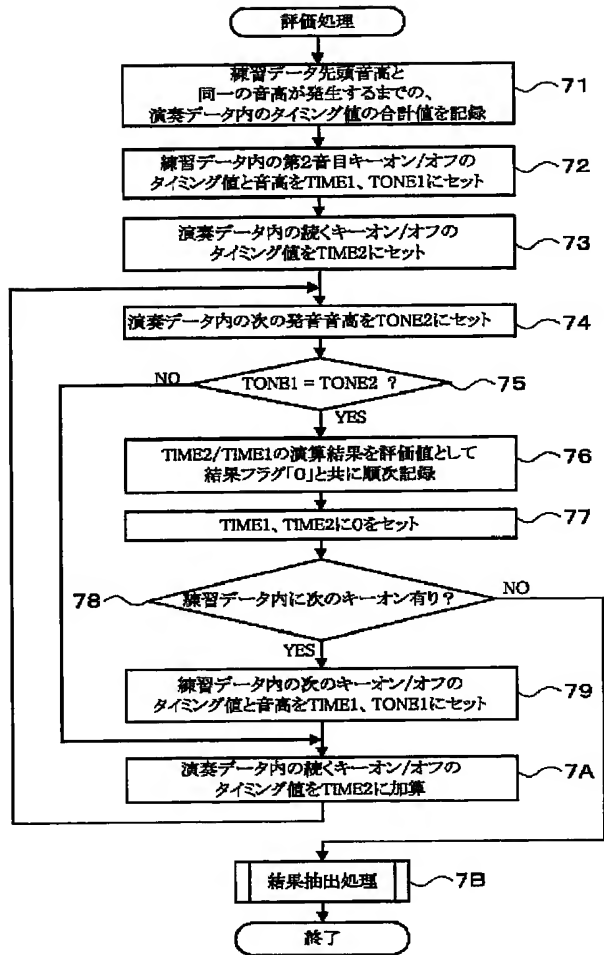 評価処理
練習データ先頭音高と
同一の音高が発生するまでの、
演奏データ内のタイミング値の合計値を記録
71
練習データ内の第2音目キーオン/オフの
タイミング値と音高をTIME1、TONE1にセット
72
演奏データ内の続くキーオン/オフの
タイミング値をTIME2にセット
73
演奏データ内の次の発音音高をTONE2にセット
74
NO
TONE1 = TONE2 ?
75
YES
TIME2/TIME1の演算結果を評価値として
結果フラグ「0」と共に順次記録
76
TIME1、TIME2に0をセット
77
78
練習データ内に次のキーオン有り?
NO
YES
練習データ内の次のキーオン/オフの
タイミング値と音高をTIME1、TONE1にセット
79
演奏データ内の続くキーオン/オフの
タイミング値をTIME2に加算
7A
結果抽出処理
7B
終了